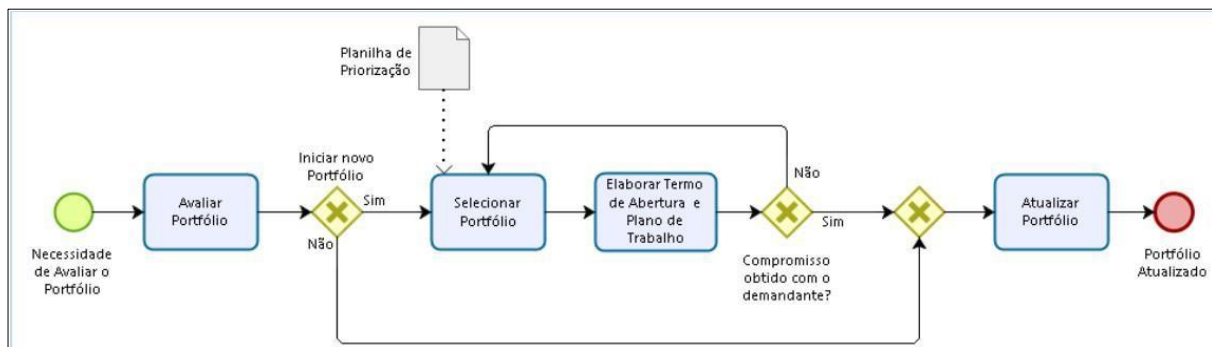 Planilha de
Priorização
Iniciar novo
Portfólio
Sim
Não
Necessidade
de Avaliar o
Portfólio
Avaliar
Portfólio
Selecionar
Portfólio
Elaborar Termo
de Abertura e
Plano de
Trabalho
Não
Sim
Compromisso
obtido com o
demandante?
Atualizar
Portfólio
Portfólio
Atualizado